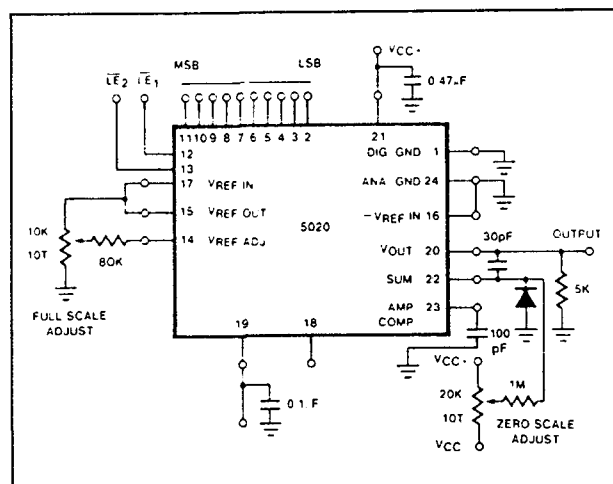 VCC+
MSB
LSB
LE2
LE1
0.47µF
11 10 9 8 7 6 5 4 3 2
21
12
13
DIG GND 1
ANA GND 24
17 VREF IN
-VREF IN 16
15 VREF OUT
5020
OUTPUT
10K
10T
80K
14 VREF ADJ
VOUT 20
30pF
SUM 22
5K
FULL SCALE
ADJUST
AMP 23
COMP
19
18
100
pF
VCC+
20K
10T
1M
VCC
ZERO SCALE
ADJUST